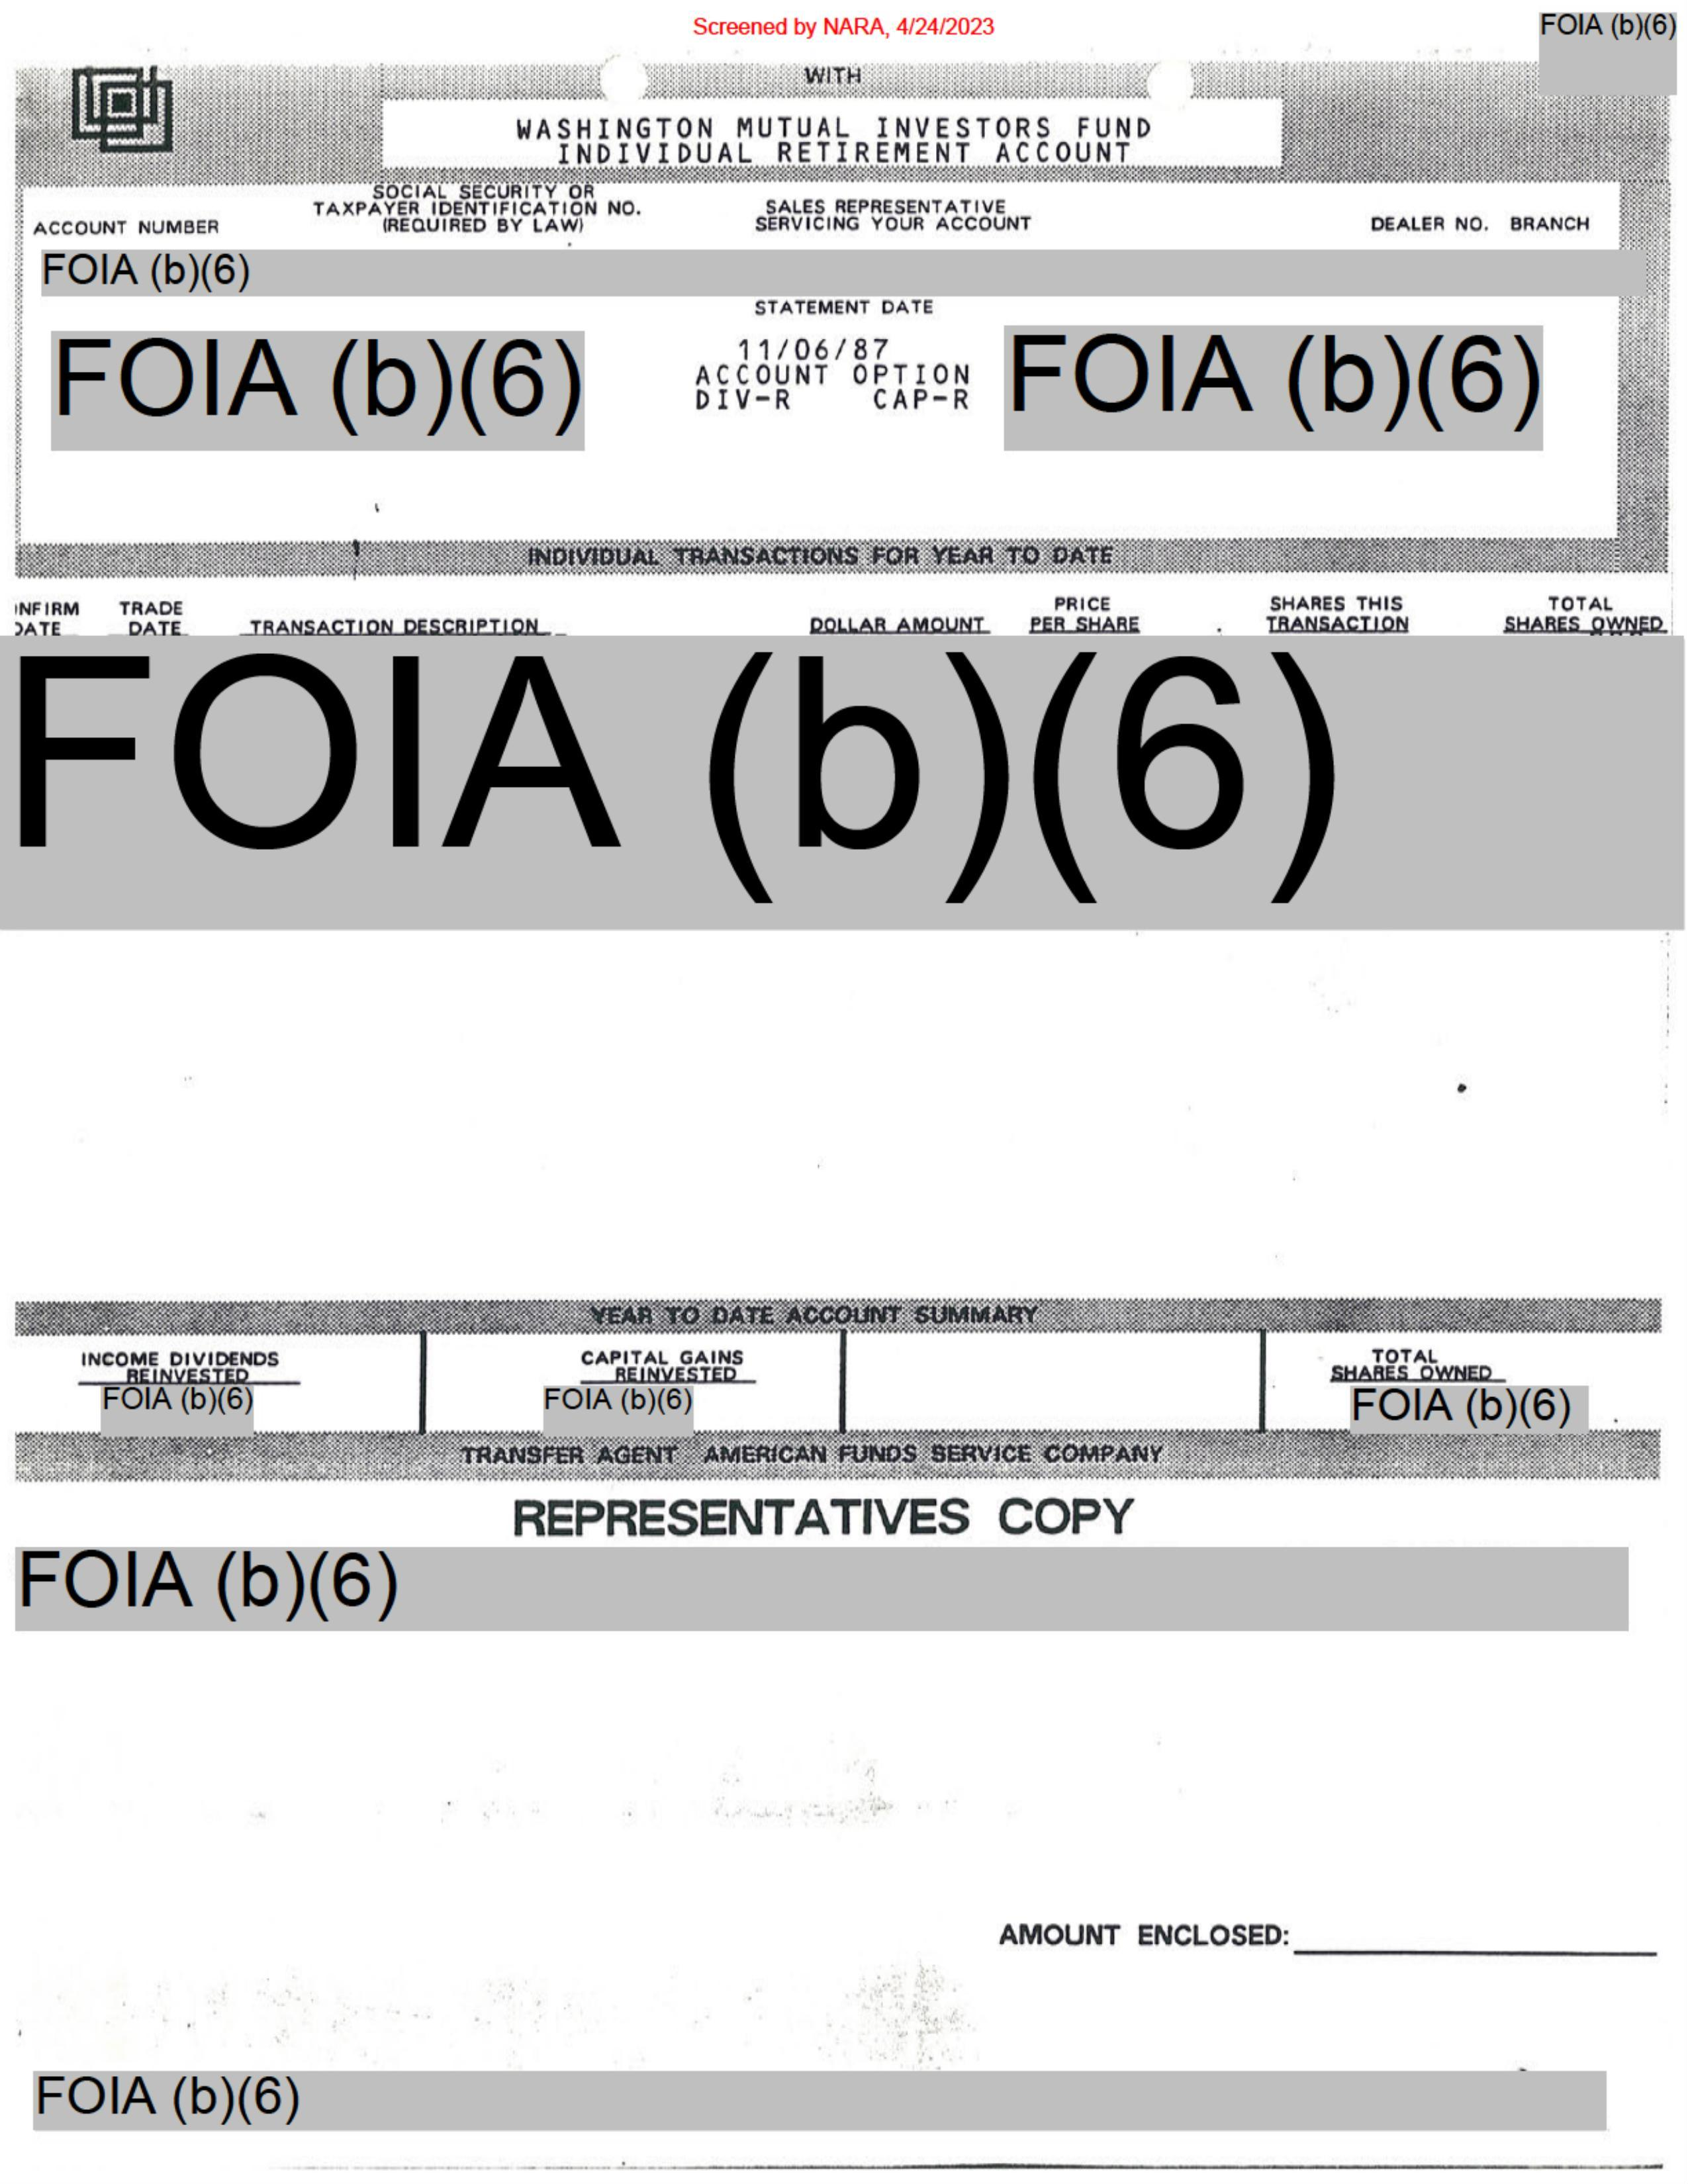 Screened by NARA, 4/24/2023
FOIA (b)(6)
WITH
WASHINGTON MUTUAL INVESTORS FUND
INDIVIDUAL RETIREMENT ACCOUNT
ACCOUNT NUMBER
SOCIAL SECURITY OR
TAXPAYER IDENTIFICATION NO.
(REQUIRED BY LAW)
SALES REPRESENTATIVE
SERVICING YOUR ACCOUNT
DEALER NO. BRANCH
FOIA (b)(6)
STATEMENT DATE
FOIA (b)(6)
11/06/87
ACCOUNT OPTION
DIV-R CAP-R
FOIA (b)(6)
INDIVIDUAL TRANSACTIONS FOR YEAR TO DATE
NFIRM
DATE
TRADE
DATE
TRANSACTION DESCRIPTION
DOLLAR AMOUNT
PRICE
PER SHARE
SHARES THIS
TRANSACTION
TOTAL
SHARES OWNED
FOIA (b)(6)
YEAR TO DATE ACCOUNT SUMMARY
INCOME DIVIDENDS
REINVESTED
FOIA (b)(6)
CAPITAL GAINS
REINVESTED
FOIA (b)(6)
TOTAL
SHARES OWNED
FOIA (b)(6)
TRANSFER AGENT AMERICAN FUNDS SERVICE COMPANY
REPRESENTATIVES COPY
FOIA (b)(6)
AMOUNT ENCLOSED:
FOIA (b)(6)